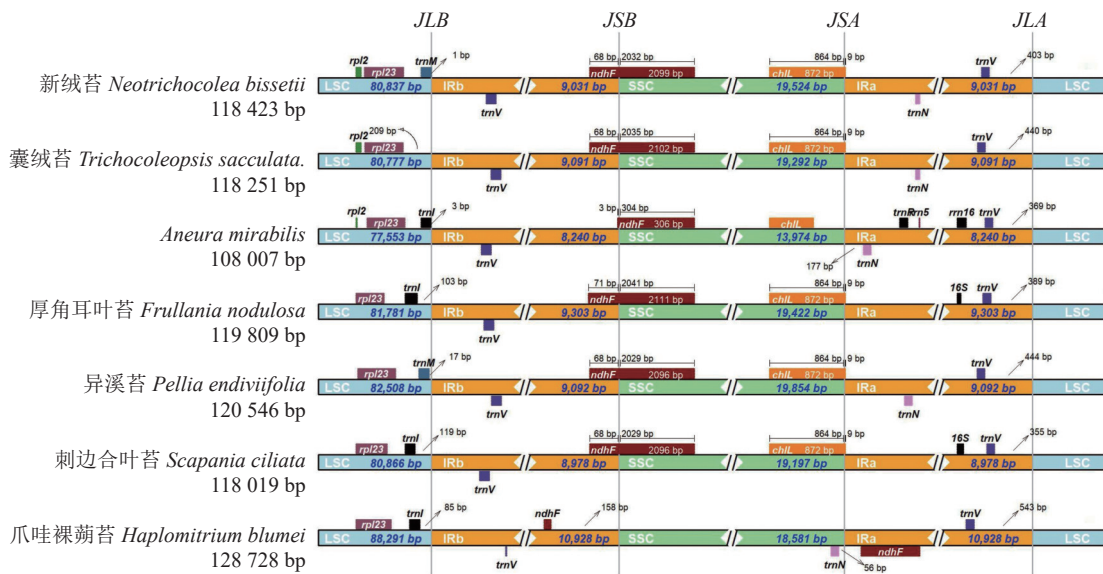 JLB JSB JSA JLA
rpl2 rpl23 trnM 1 bp 68 bp 2032 bp 864 bp 9 bp trnV 403 bp
ndhF 2099 bp chlL 872 bp
新绒苔 Neotrichocolea bissetii LSC 80,837 bp IRb 9,031 bp SSC 19,524 bp IRa 9,031 bp LSC
118 423 bp trnV trnN
rpl2 209 bp rpl23 68 bp 2035 bp 864 bp 9 bp trnV 440 bp
ndhF 2102 bp chlL 872 bp
囊绒苔 Trichocoleopsis sacculata. LSC 80,777 bp IRb 9,091 bp SSC 19,292 bp IRa 9,091 bp LSC
118 251 bp trnV trnN
rpl2 rpl23 trnI 3 bp 3 bp 304 bp trnR rrn5 rrn16 trnV 369 bp
ndhF 306 bp chlL
Aneura mirabilis LSC 77,553 bp IRb 8,240 bp SSC 13,974 bp IRa 8,240 bp LSC
108 007 bp trnV 177 bp trnN
rpl23 trnI 103 bp 71 bp 2041 bp 864 bp 9 bp 16S trnV 389 bp
ndhF 2111 bp chlL 872 bp
厚角耳叶苔 Frullania nodulosa LSC 81,781 bp IRb 9,303 bp SSC 19,422 bp IRa 9,303 bp LSC
119 809 bp trnV
rpl23 trnM 17 bp 68 bp 2029 bp 864 bp 9 bp trnV 444 bp
ndhF 2096 bp chlL 872 bp
异溪苔 Pellia endiviifolia LSC 82,508 bp IRb 9,092 bp SSC 19,854 bp IRa 9,092 bp LSC
120 546 bp trnV trnN
rpl23 trnI 119 bp 68 bp 2029 bp 864 bp 9 bp 16S trnV 355 bp
ndhF 2096 bp chlL 872 bp
刺边合叶苔 Scapania ciliata LSC 80,866 bp IRb 8,978 bp SSC 19,197 bp IRa 8,978 bp LSC
118 019 bp trnV
rpl23 trnI 85 bp ndhF 158 bp trnV 543 bp
爪哇裸蒴苔 Haplomitrium blumei LSC 88,291 bp IRb 10,928 bp SSC 18,581 bp IRa 10,928 bp LSC
128 728 bp trnV trnN 56 bp ndhF